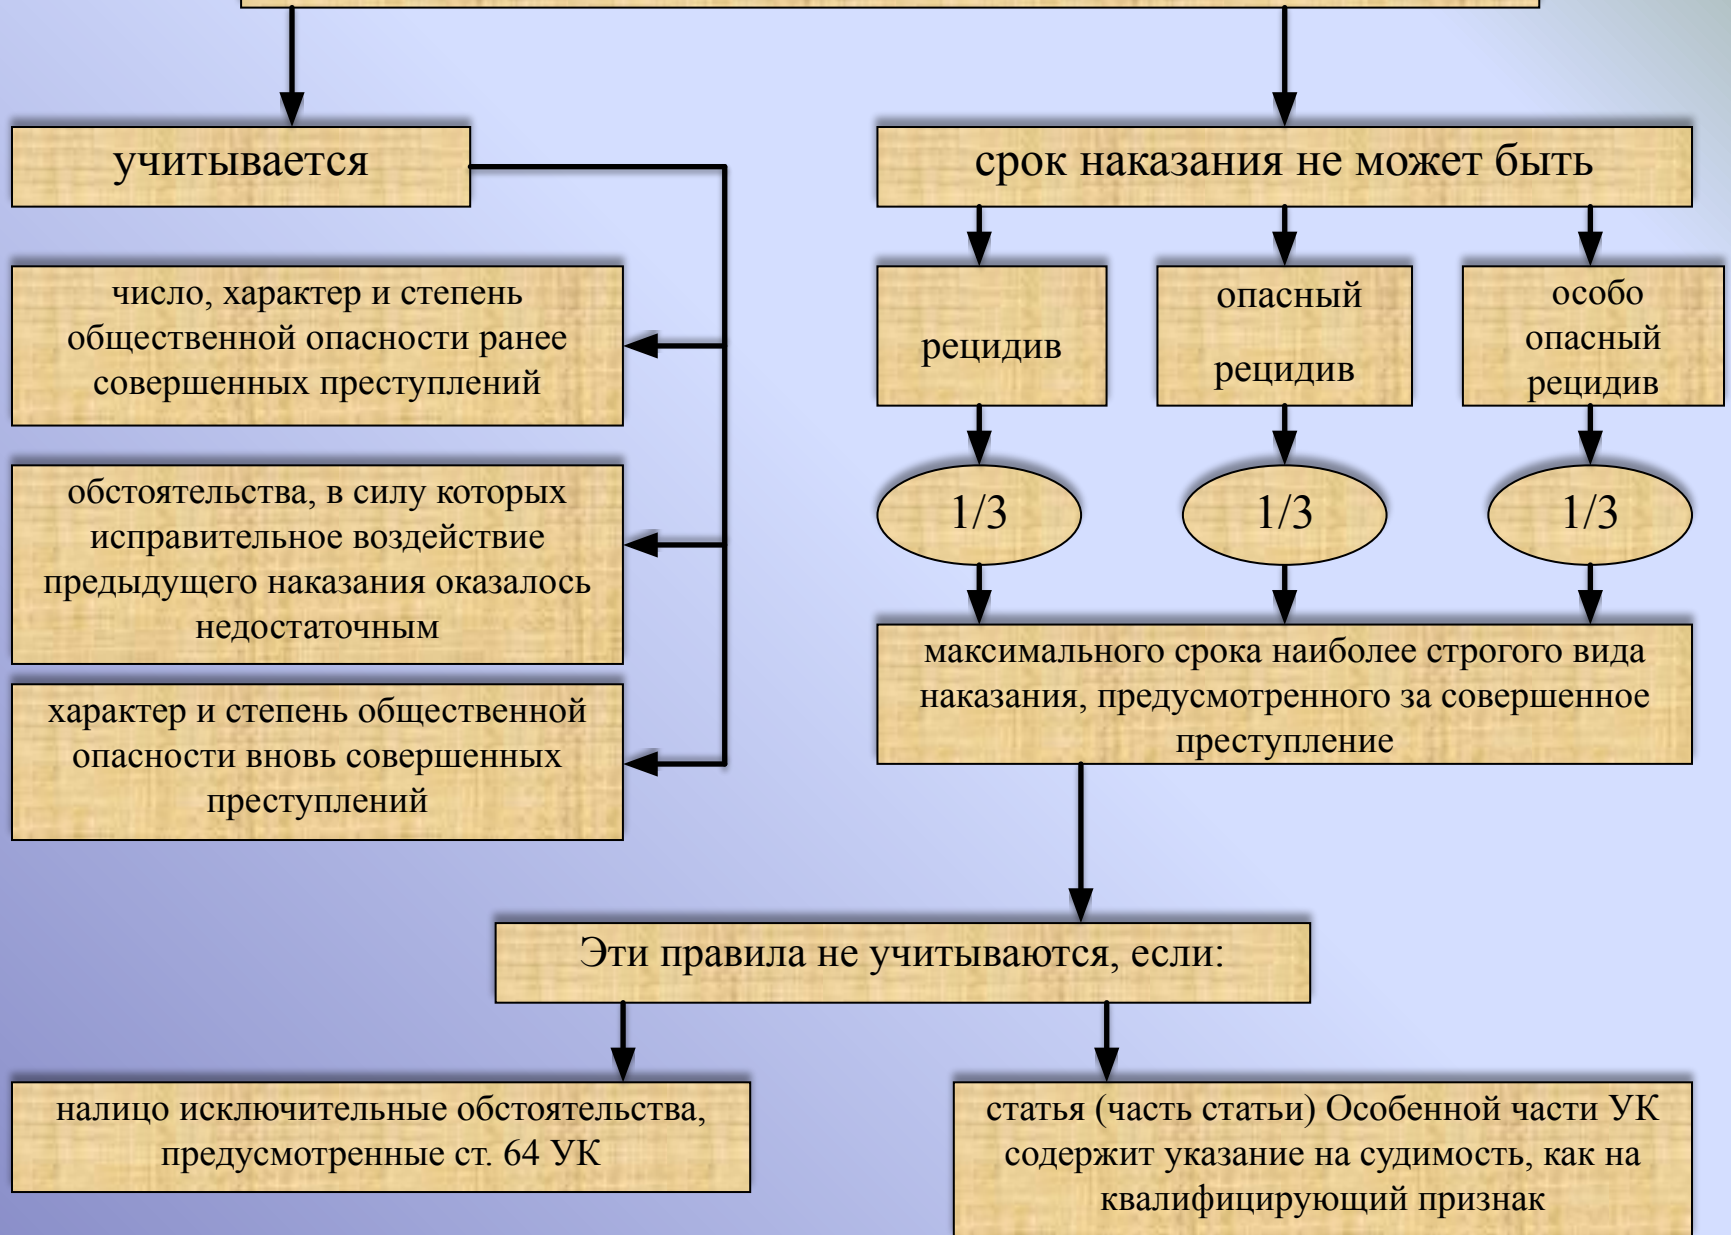 учитывается
число, характер и степень
общественной опасности ранее
совершенных преступлений
обстоятельства, в силу которых
исправительное воздействие
предыдущего наказания оказалось
недостаточным
характер и степень общественной
опасности вновь совершенных
преступлений
срок наказания не может быть
рецидив
опасный
рецидив
особо
опасный
рецидив
1/3
1/3
1/3
максимального срока наиболее строгого вида
наказания, предусмотренного за совершенное
преступление
Эти правила не учитываются, если:
налицо исключительные обстоятельства,
предусмотренные ст. 64 УК
статья (часть статьи) Особенной части УК
содержит указание на судимость, как на
квалифицирующий признак